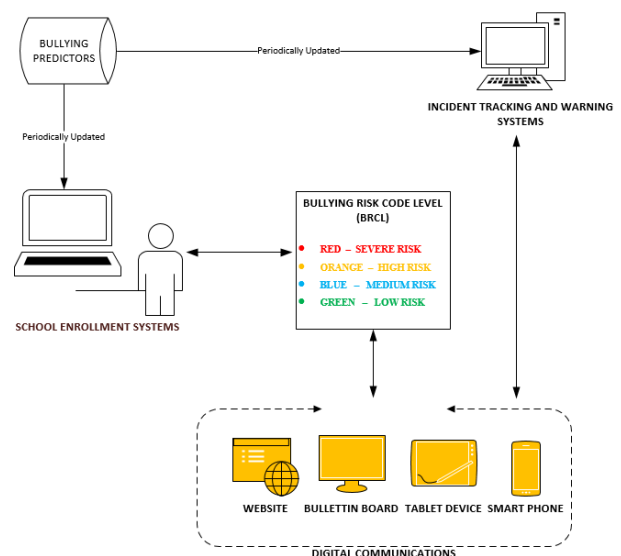 BULLYING
PREDICTORS
Periodically Updated
INCIDENT TRACKING AND WARNING
SYSTEMS
Periodically Updated
BULLYING RISK CODE LEVEL
(BRCL)
• RED – SEVERE RISK
• ORANGE – HIGH RISK
• BLUE – MEDIUM RISK
• GREEN – LOW RISK
SCHOOL ENROLLMENT SYSTEMS
WEBSITE BULLETTIN BOARD TABLET DEVICE SMART PHONE
DIGITAL COMMUNICATIONS